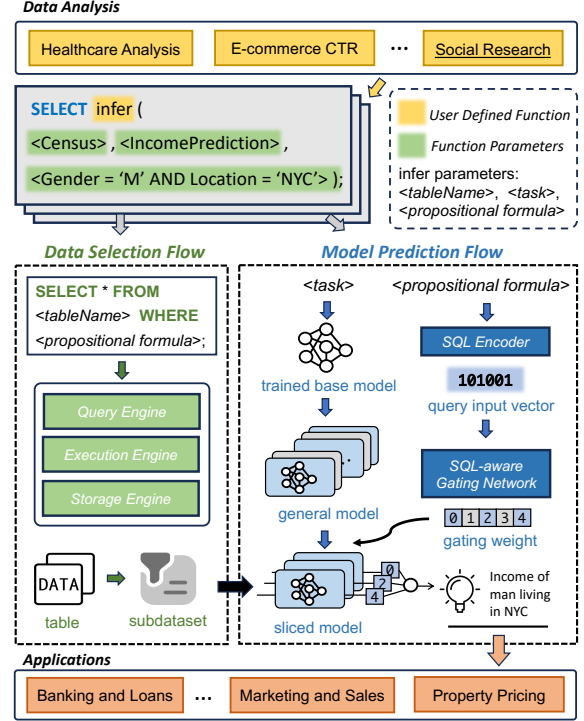 Data Analysis
Healthcare Analysis
E-commerce CTR
...
Social Research
SELECT infer (
<Census> , <IncomePrediction> ,
<Gender = 'M' AND Location = 'NYC'> );
User Defined Function
Function Parameters
infer parameters:
<tableName>, <task>,
<propositional formula>
Data Selection Flow
SELECT * FROM
<tableName> WHERE
<propositional formula>;
Query Engine
Execution Engine
Storage Engine
DATA
table
subdataset
Model Prediction Flow
<task>
<propositional formula>
trained base model
SQL Encoder
101001
query input vector
general model
SQL-aware
Gating Network
0 1 2 3 4
gating weight
sliced model
0
2
4
Income of
man living
in NYC
Applications
Banking and Loans
...
Marketing and Sales
Property Pricing